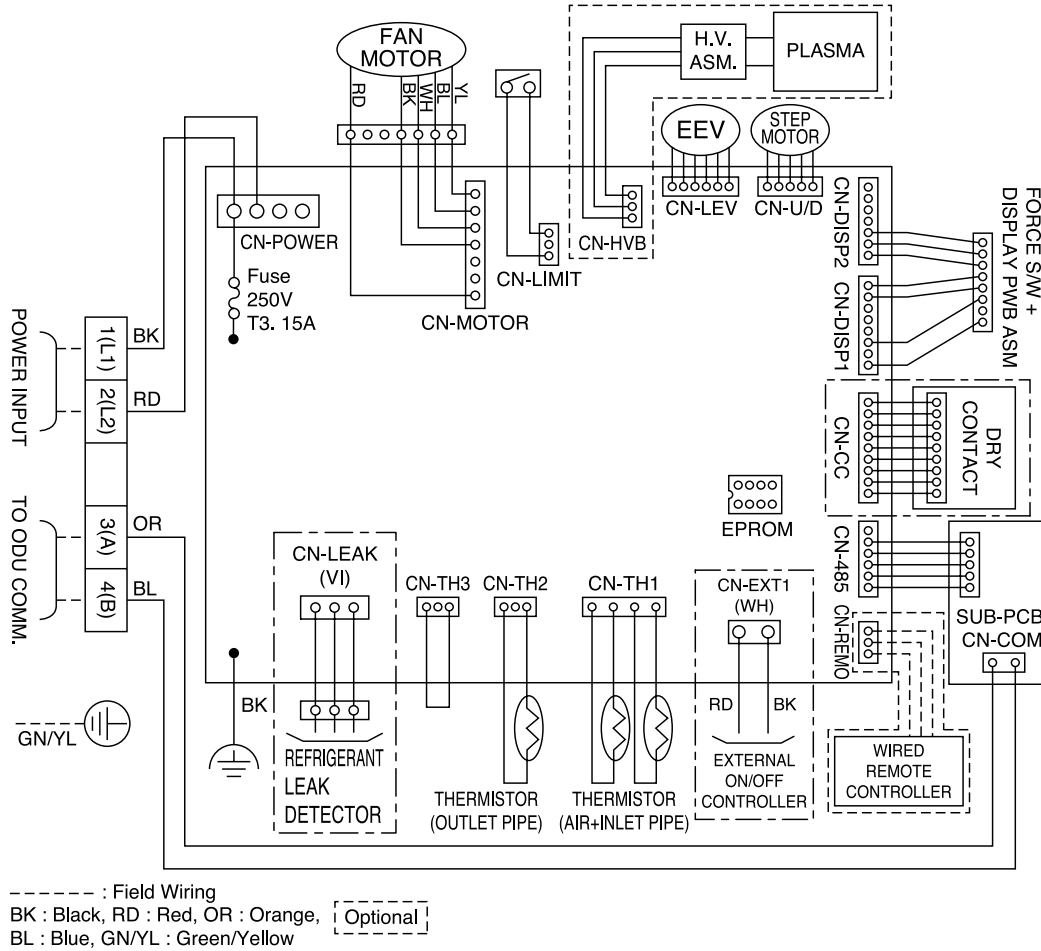 FAN
MOTOR
RD
BK
WH
BL
YL
H.V.
ASM.
PLASMA
EEV
STEP
MOTOR
CN-LEV
CN-U/D
CN-HVB
CN-LIMIT
CN-MOTOR
CN-POWER
Fuse
250V
T3. 15A
CN-DISP2
CN-DISP1
FORCE S/W +
DISPLAY PWB ASM
POWER INPUT
1(L1)
BK
2(L2)
RD
TO ODU COMM.
3(A)
OR
4(B)
BL
GN/YL
BK
CN-CC
DRY
CONTACT
EPROM
CN-485
CN-REMO
SUB-PCB
CN-COM
WIRED
REMOTE
CONTROLLER
CN-LEAK
(VI)
REFRIGERANT
LEAK
DETECTOR
CN-TH3
CN-TH2
THERMISTOR
(OUTLET PIPE)
CN-TH1
THERMISTOR
(AIR+INLET PIPE)
CN-EXT1
(WH)
RD
BK
EXTERNAL
ON/OFF
CONTROLLER
------ : Field Wiring
BK : Black, RD : Red, OR : Orange,
BL : Blue, GN/YL : Green/Yellow
Optional